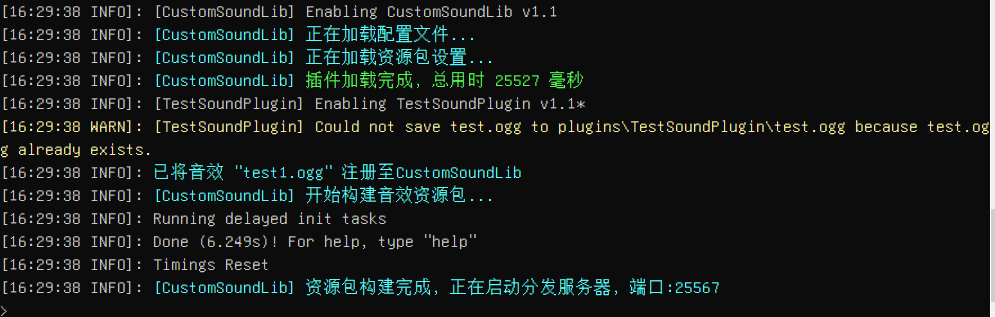 [16:29:38 INFO]: [CustomSoundLib] Enabling CustomSoundLib v1.1
[16:29:38 INFO]: [CustomSoundLib] 正在加载配置文件...
[16:29:38 INFO]: [CustomSoundLib] 正在加载资源包设置...
[16:29:38 INFO]: [CustomSoundLib] 插件加载完成，总用时 25527 毫秒
[16:29:38 INFO]: [TestSoundPlugin] Enabling TestSoundPlugin v1.1*
[16:29:38 WARN]: [TestSoundPlugin] Could not save test.ogg to plugins\TestSoundPlugin\test.ogg because test.og
g already exists.
[16:29:38 INFO]: 已将音效 "test1.ogg" 注册至CustomSoundLib
[16:29:38 INFO]: [CustomSoundLib] 开始构建音效资源包...
[16:29:38 INFO]: Running delayed init tasks
[16:29:38 INFO]: Done (6.249s)! For help, type "help"
[16:29:38 INFO]: Timings Reset
[16:29:38 INFO]: [CustomSoundLib] 资源包构建完成，正在启动分发服务器，端口:25567
>